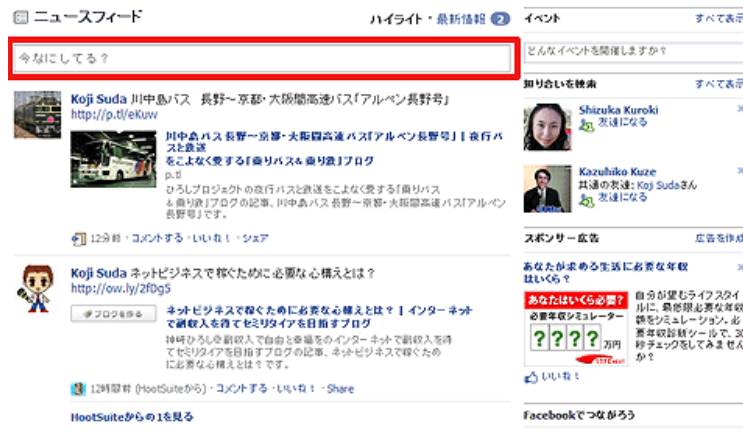 ニュースフィード
ハイライト・最新情報 2
今なにしてる？
Koji Suda 川中島バス 長野～京都・大阪間高速バス「アルペン長野号」
http://p.tl/eKuw
川中島バス長野～京都・大阪間高速バス「アルペン長野号」 | 夜行バスと鉄道
をこよなく愛する「乗りバス＆乗り鉄」ブログ
p.tl
ひろしプロジェクトの夜行バスと鉄道をこよなく愛する「乗りバス
＆乗り鉄」ブログの記事、川中島バス長野～京都・大阪間高速バス「アルペン
長野号」です。
12分前・コメントする・いいね！・シェア
Koji Suda ネットビジネスで稼ぐために必要な心構えとは？
http://ow.ly/2fDg5
ブログを作る
ネットビジネスで稼ぐために必要な心構えとは？ | インターネット
で副収入を得てセミリタイアを目指すブログ
神崎ひろし＠副収入で自由と幸福をのインターネットで副収入を得
てセミリタイアを目指すブログの記事、ネットビジネスで稼ぐため
に必要な心構えとは？です。
12時間前 (HootSuiteから)・コメントする・いいね！・Share
HootSuiteからの1を見る
イベント
すべて表示
どんなイベントを開催しますか？
知り合いを検索
すべて表示
Shizuka Kuroki
友達になる
Kazuhiko Kuze
共通の友達: Koji Sudaさん
友達になる
スポンサー広告
広告を作成
あなたが求める生活に必要な年収
はいくら？
あなたはいくら必要？
必要年収シミュレーター
????万円
自分が望むライフスタイ
ルに、最低限必要な年収
額をシミュレーション。必
要年収診断ツールで、30
秒チェックをしてみません
か？
いいね！
Facebookでつながろう